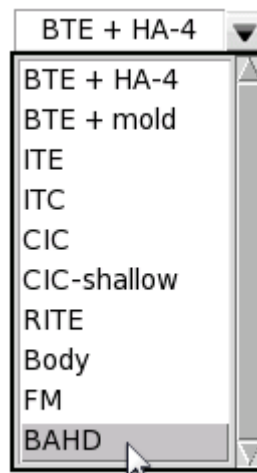 BTE + HA-4
BTE + HA-4
BTE + mold
ITE
ITC
CIC
CIC-shallow
RITE
Body
FM
BAHD